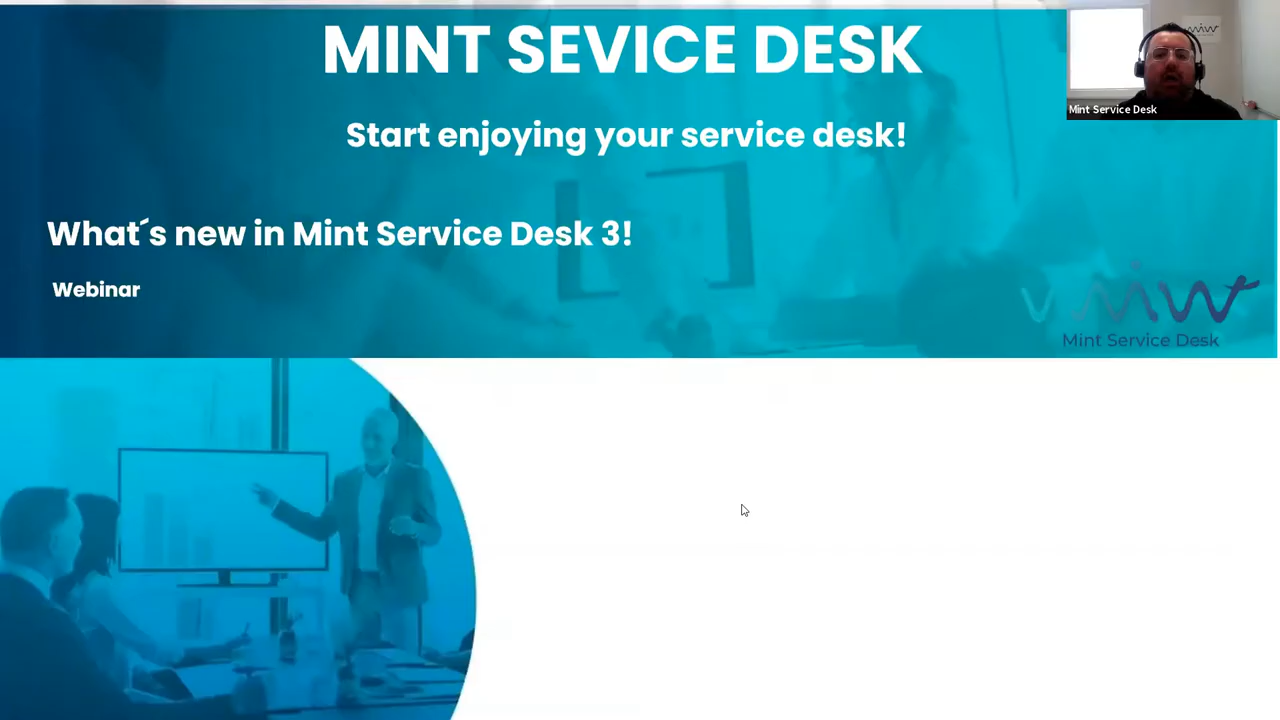 MINT SEVICE DESK
Start enjoying your service desk!
What´s new in Mint Service Desk 3!
Webinar
Mint Service Desk
Mint Service Desk